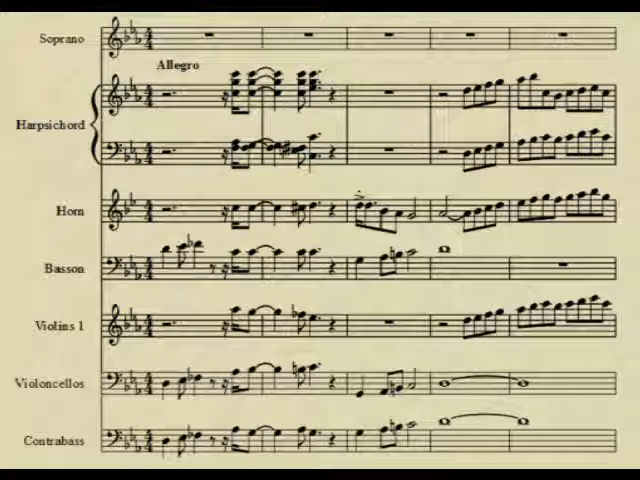 Soprano
Allegro
Harpsichord
Horn
Basson
Violins 1
Violoncellos
Contrabass